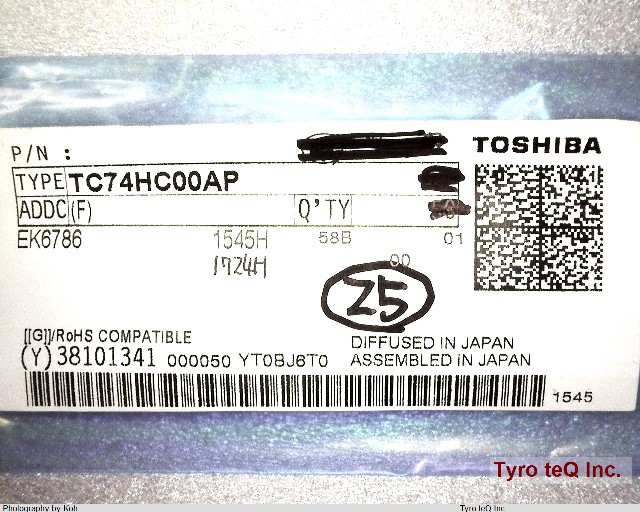 P/N :
TOSHIBA
TYPE TC74HC00AP
ADDC (F) Q'TY
EK6786 1545H 58B 01
1724H 00
25
[[G]]/RoHS COMPATIBLE
DIFFUSED IN JAPAN
(Y)38101341 000050 YT0BJ6T0
ASSEMBLED IN JAPAN
1545
Tyro teQ Inc.
Photography by Koh
Tyro teQ Inc